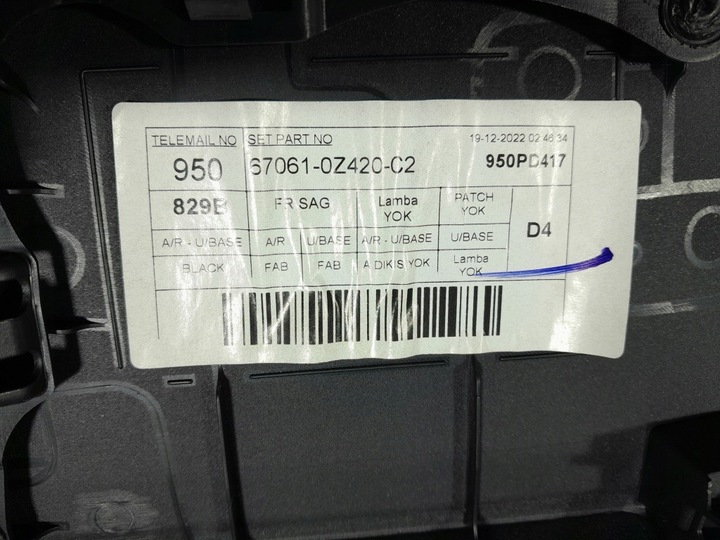 TELEMAIL NO SET PART NO 19-12-2022 02:46:34
950 67061-0Z420-C2 950PD417
829B FR SAG Lamba YOK PATCH YOK D4
A/R - U/BASE A/R U/BASE A/R - U/BASE U/BASE
BLACK FAB FAB A DIKIS YOK Lamba YOK